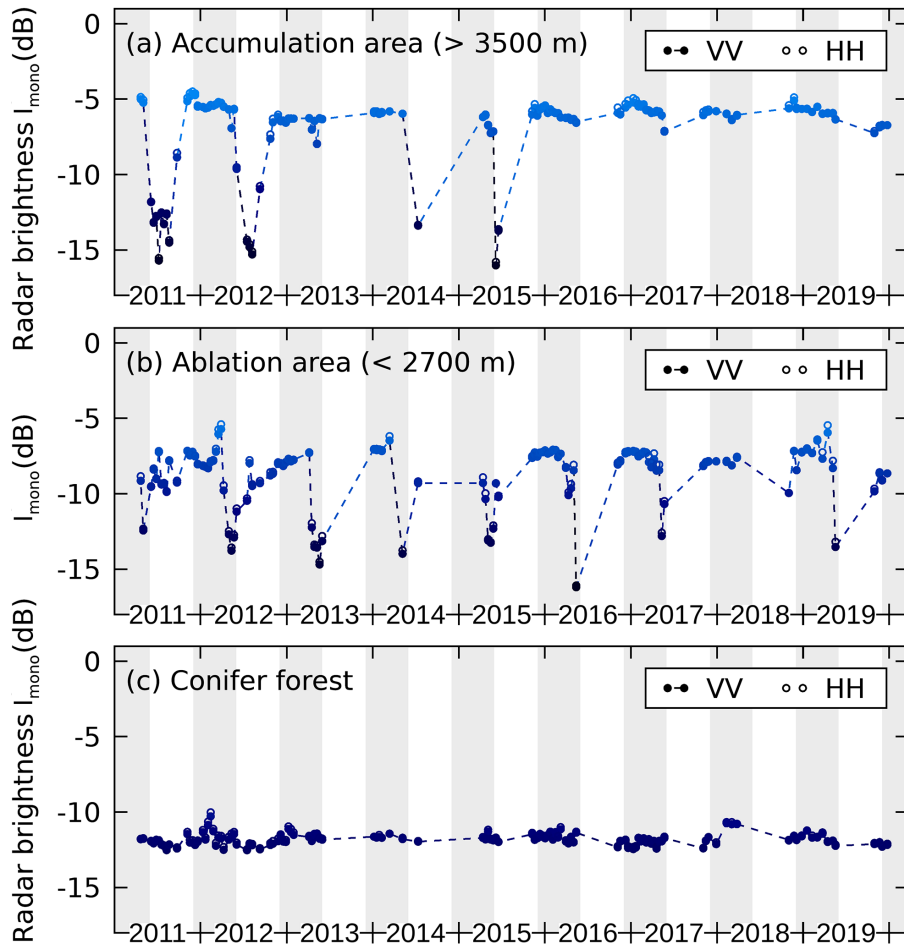 (a) Accumulation area (> 3500 m)
VV HH
Radar brightness Imono(dB)
0
-5
-10
-15
2011 2012 2013 2014 2015 2016 2017 2018 2019
(b) Ablation area (< 2700 m)
VV HH
Imono(dB)
0
-5
-10
-15
2011 2012 2013 2014 2015 2016 2017 2018 2019
(c) Conifer forest
VV HH
Radar brightness Imono(dB)
0
-5
-10
-15
2011 2012 2013 2014 2015 2016 2017 2018 2019